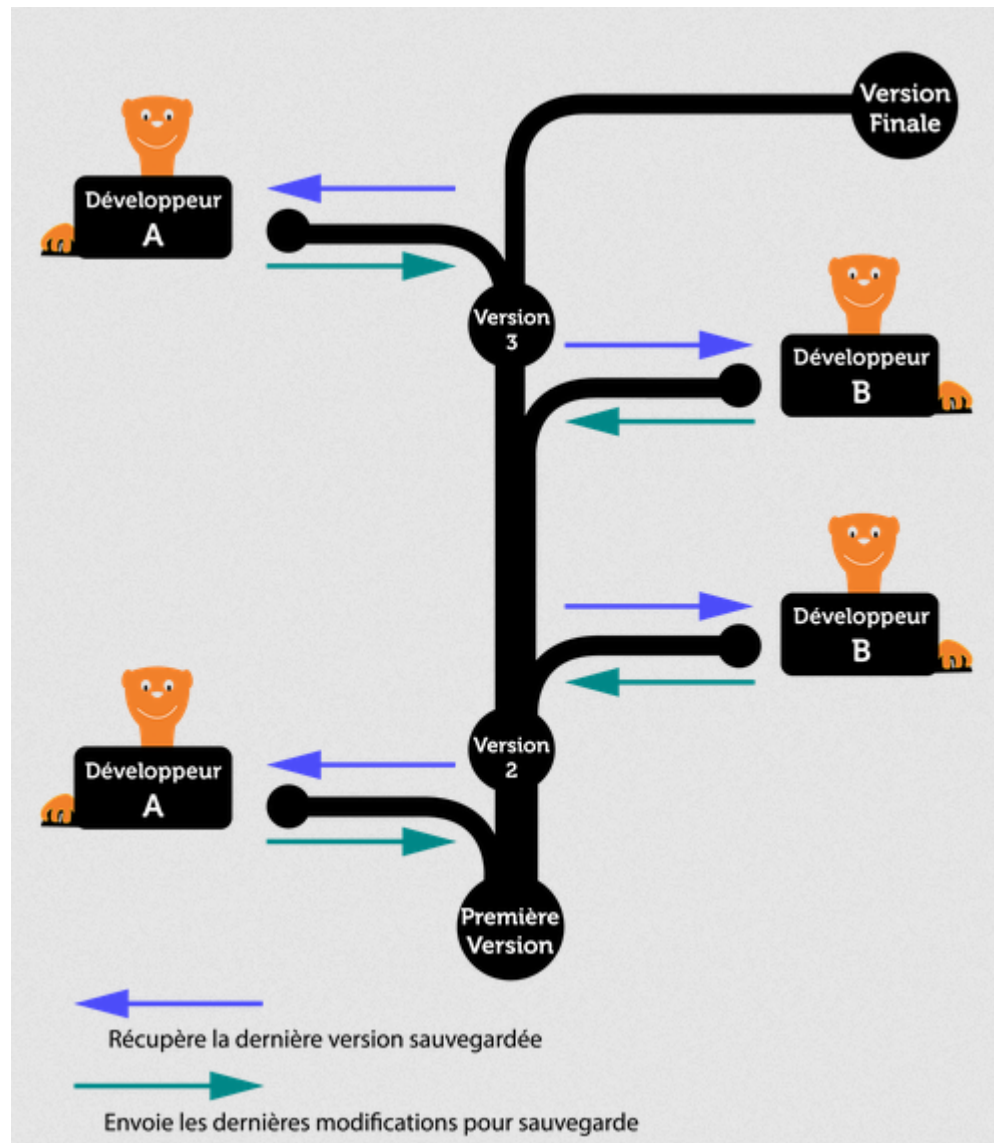 Version
Finale
Développeur
A
Version
3
Développeur
B
Développeur
B
Version
2
Développeur
A
Première
Version
Récupère la dernière version sauvegardée
Envoie les dernières modifications pour sauvegarde